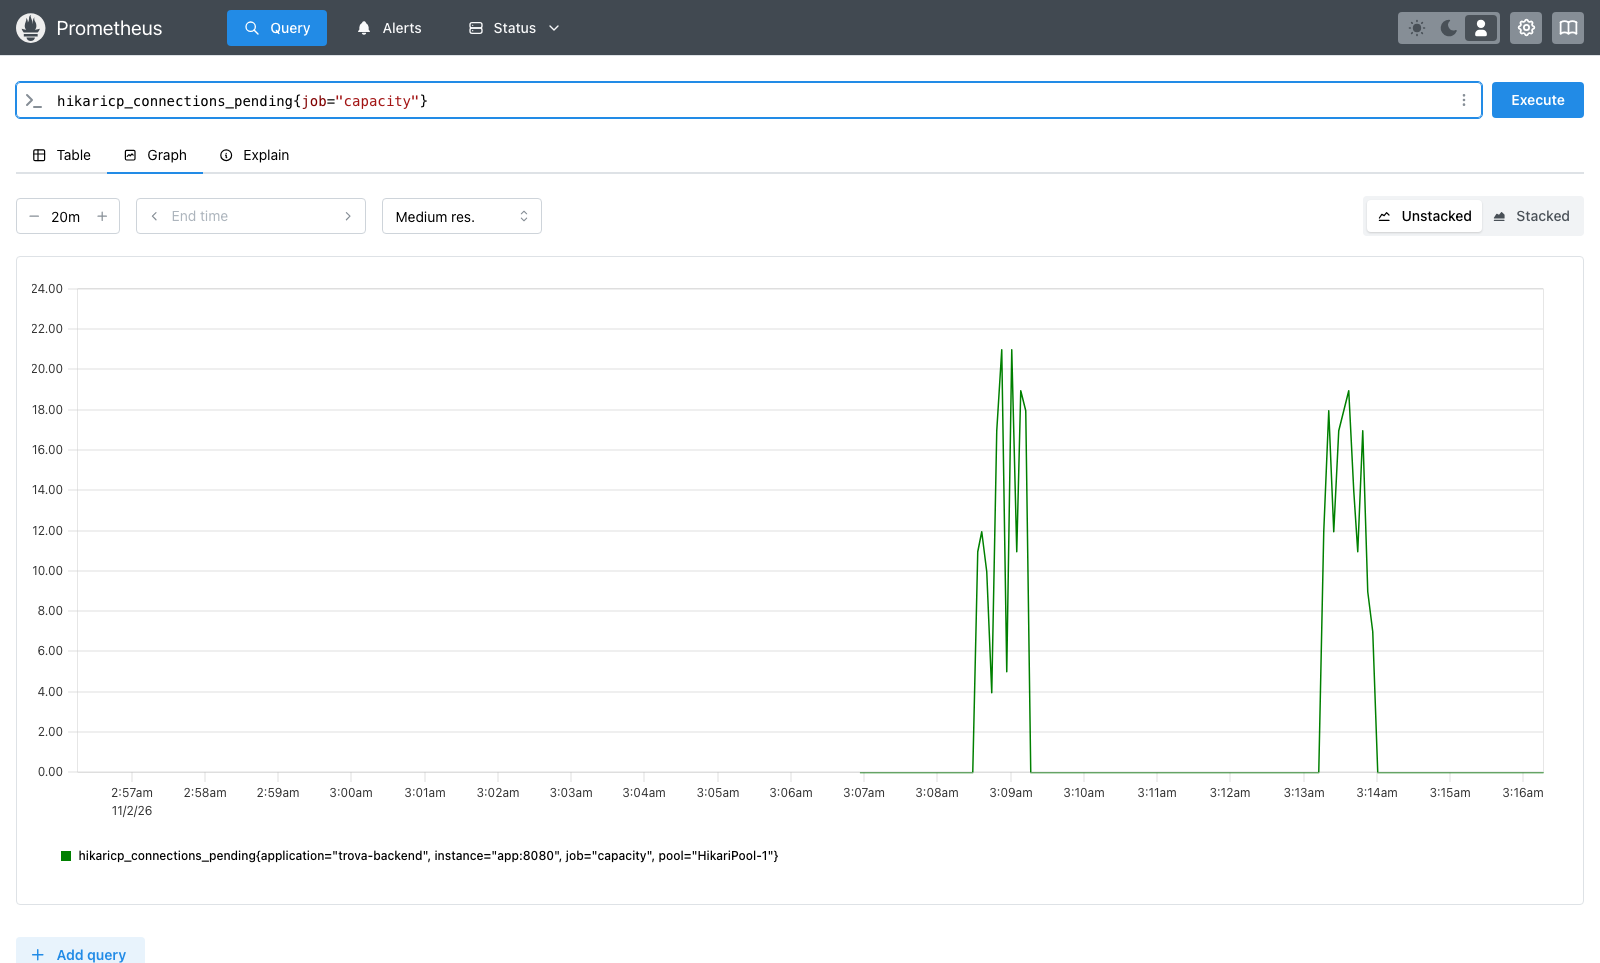 Prometheus Query Alerts Status
hikaricp_connections_pending{job="capacity"} Execute
Table Graph Explain
20m End time Medium res. Unstacked Stacked
24.00
22.00
20.00
18.00
16.00
14.00
12.00
10.00
8.00
6.00
4.00
2.00
0.00
2:57am 2:58am 2:59am 3:00am 3:01am 3:02am 3:03am 3:04am 3:05am 3:06am 3:07am 3:08am 3:09am 3:10am 3:11am 3:12am 3:13am 3:14am 3:15am 3:16am
11/2/26
hikaricp_connections_pending{application="trova-backend", instance="app:8080", job="capacity", pool="HikariPool-1"}
Add query